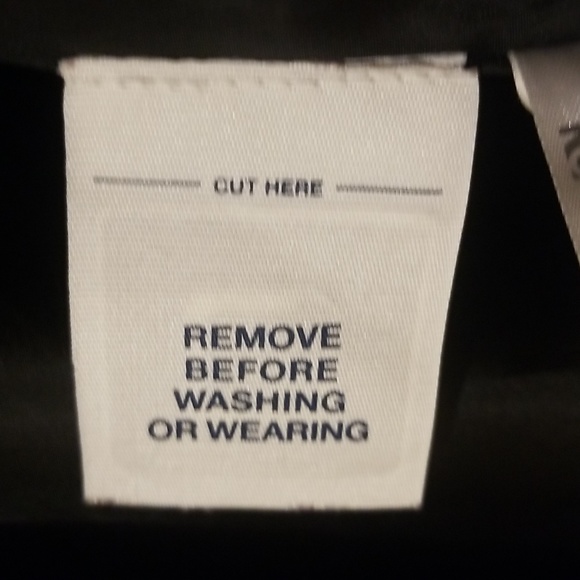 CUT HERE
REMOVE
BEFORE
WASHING
OR WEARING